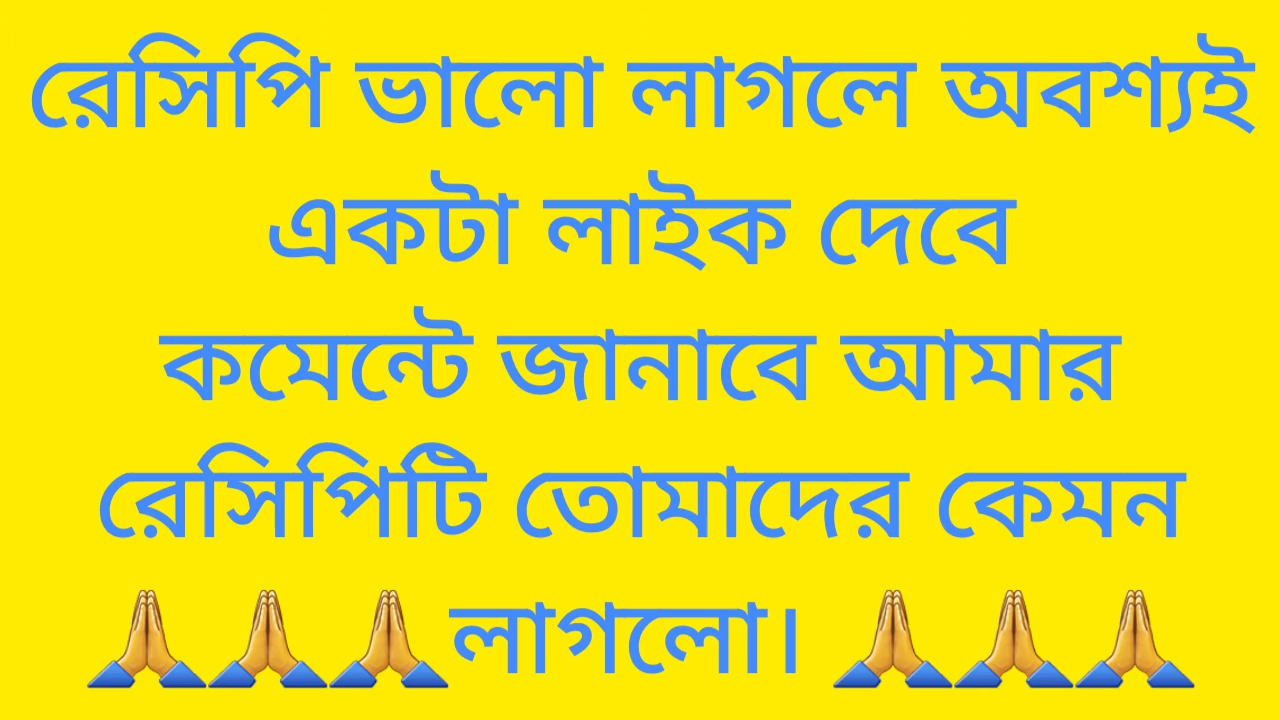 রেসিপি ভালো লাগলে অবশ্যই
একটা লাইক দেবে
কমেন্টে জানাবে আমার
রেসিপিটি তোমাদের কেমন
🙏🙏🙏লাগলো। 🙏🙏🙏